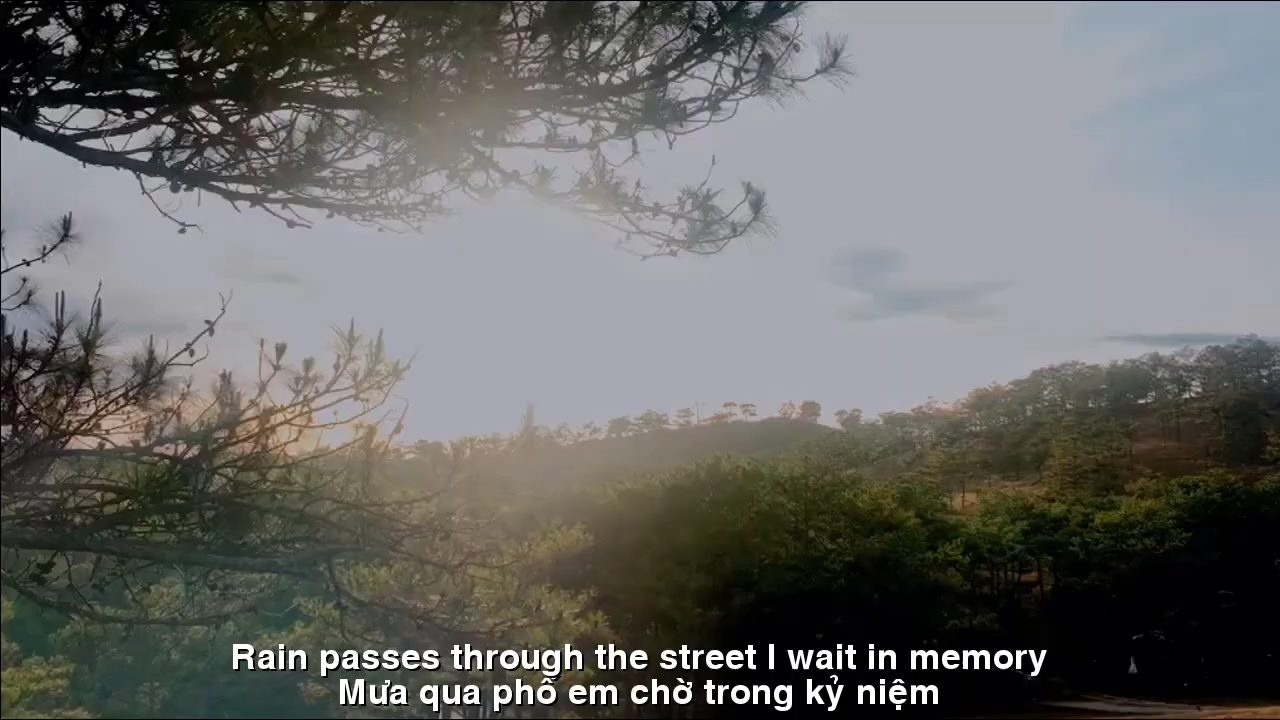 Rain passes through the street I wait in memory
Mưa qua phố em chờ trong kỷ niệm